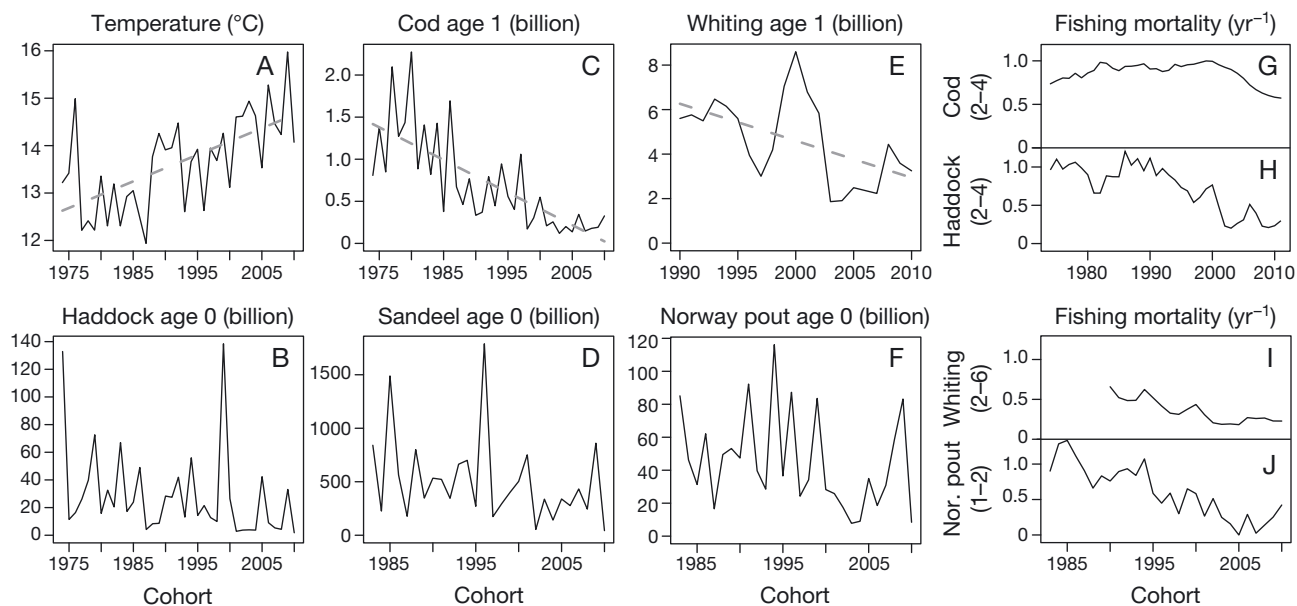 Temperature (°C)
Cod age 1 (billion)
Whiting age 1 (billion)
Fishing mortality (yr⁻¹)
A
16
15
14
13
12
1975 1985 1995 2005
C
2.0
1.5
1.0
0.5
0
1975 1985 1995 2005
E
8
6
4
2
0
1990 1995 2000 2005 2010
G
Cod
(2–4)
1.0
0.5
0
H
Haddock
(2–4)
1.0
0.5
0
1980 1990 2000 2010
Haddock age 0 (billion)
Sandeel age 0 (billion)
Norway pout age 0 (billion)
Fishing mortality (yr⁻¹)
B
140
120
100
80
60
40
20
0
1975 1985 1995 2005
Cohort
D
1500
1000
500
0
1985 1995 2005
Cohort
F
120
100
80
60
40
20
0
1985 1995 2005
Cohort
I
Whiting
(2–6)
1.0
0.5
0
J
Nor. pout
(1–2)
1.0
0.5
0
1985 1995 2005
Cohort